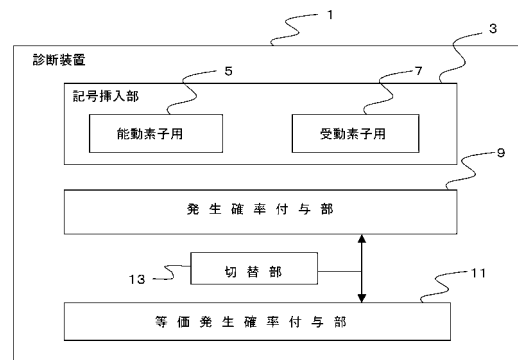 1
診断装置
3
記号挿入部
5
7
能動素子用
受動素子用
9
発生確率付与部
切替部
13
11
等価発生確率付与部